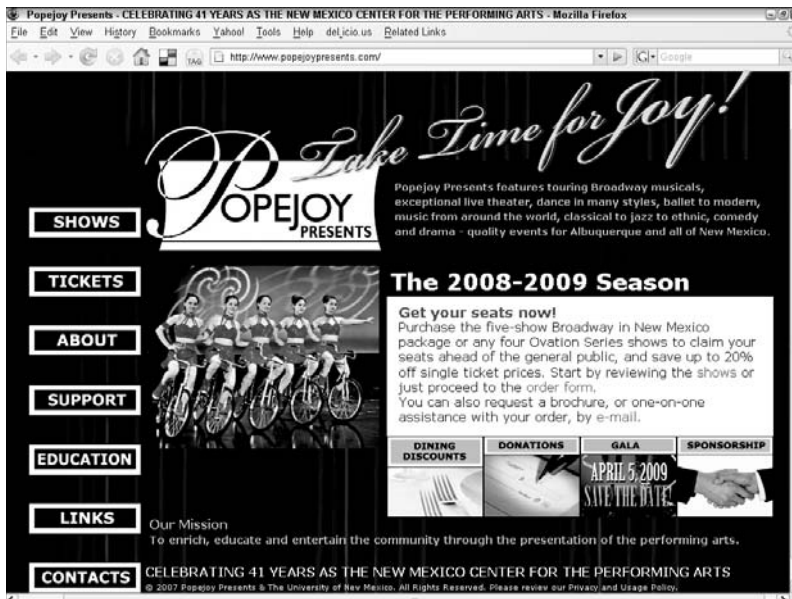 Popejoy Presents - CELEBRATING 41 YEARS AS THE NEW MEXICO CENTER FOR THE PERFORMING ARTS - Mozilla Firefox
File Edit View History Bookmarks Yahoo! Tools Help del.icio.us Related Links
TAG http://www.popejoypresents.com/ G Google
Take Time for Joy!
POPEJOY
PRESENTS
Popejoy Presents features touring Broadway musicals,
exceptional live theater, dance in many styles, ballet to modern,
music from around the world, classical to jazz to ethnic, comedy
and drama - quality events for Albuquerque and all of New Mexico.
SHOWS
TICKETS
ABOUT
SUPPORT
EDUCATION
LINKS
CONTACTS
The 2008-2009 Season
Get your seats now!
Purchase the five-show Broadway in New Mexico
package or any four Ovation Series shows to claim your
seats ahead of the general public, and save up to 20%
off single ticket prices. Start by reviewing the shows or
just proceed to the order form.
You can also request a brochure, or one-on-one
assistance with your order, by e-mail.
DINING
DISCOUNTS
DONATIONS
GALA
APRIL 5, 2009
SAVE THE DATE!
SPONSORSHIP
Our Mission
To enrich, educate and entertain the community through the presentation of the performing arts.
CELEBRATING 41 YEARS AS THE NEW MEXICO CENTER FOR THE PERFORMING ARTS
© 2007 Popejoy Presents & The University of New Mexico. All Rights Reserved. Please review our Privacy and Usage Policy.